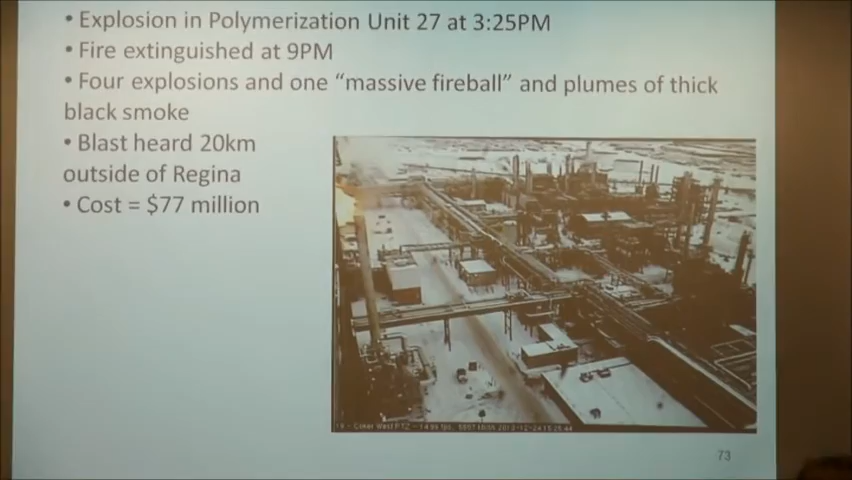 • Explosion in Polymerization Unit 27 at 3:25PM
• Fire extinguished at 9PM
• Four explosions and one “massive fireball” and plumes of thick
black smoke
• Blast heard 20km
outside of Regina
• Cost = $77 million
73